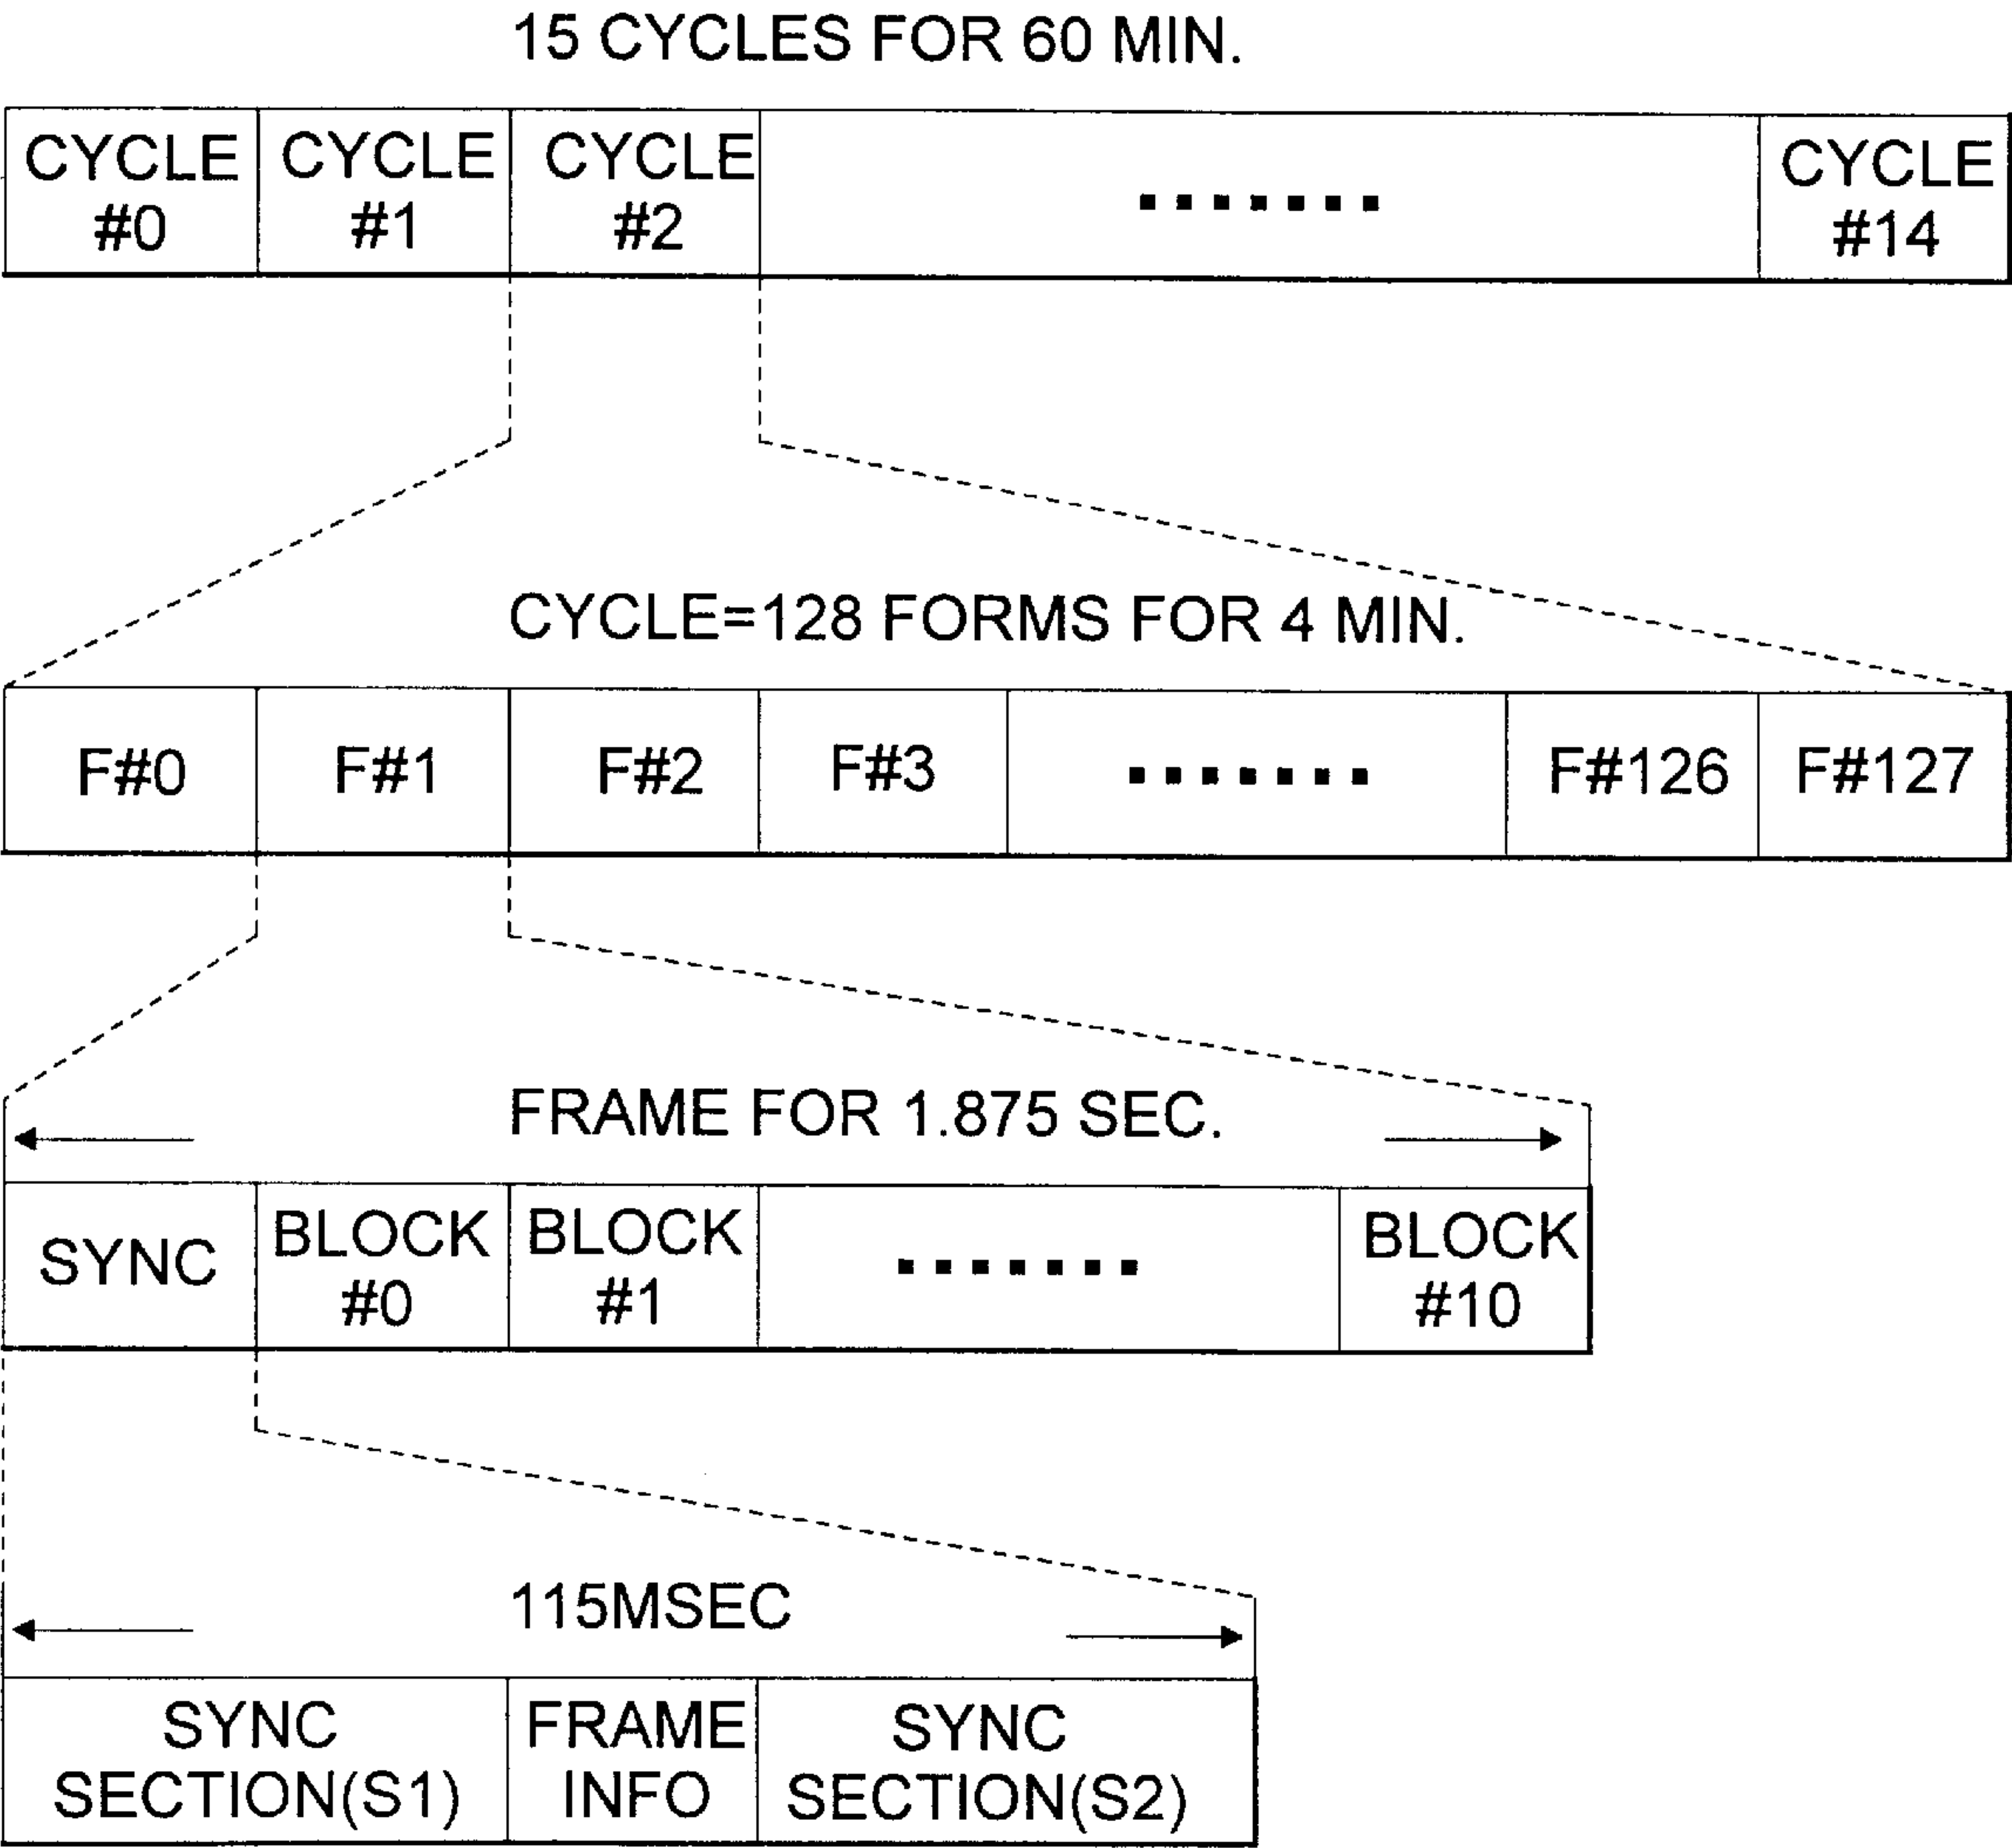 15 CYCLES FOR 60 MIN.
CYCLE
#0
CYCLE
#1
CYCLE
#2
.......
CYCLE
#14
CYCLE=128 FORMS FOR 4 MIN.
F#0
F#1
F#2
F#3
.......
F#126
F#127
FRAME FOR 1.875 SEC.
SYNC
BLOCK
#0
BLOCK
#1
.......
BLOCK
#10
115MSEC
SYNC
SECTION(S1)
FRAME
INFO
SYNC
SECTION(S2)